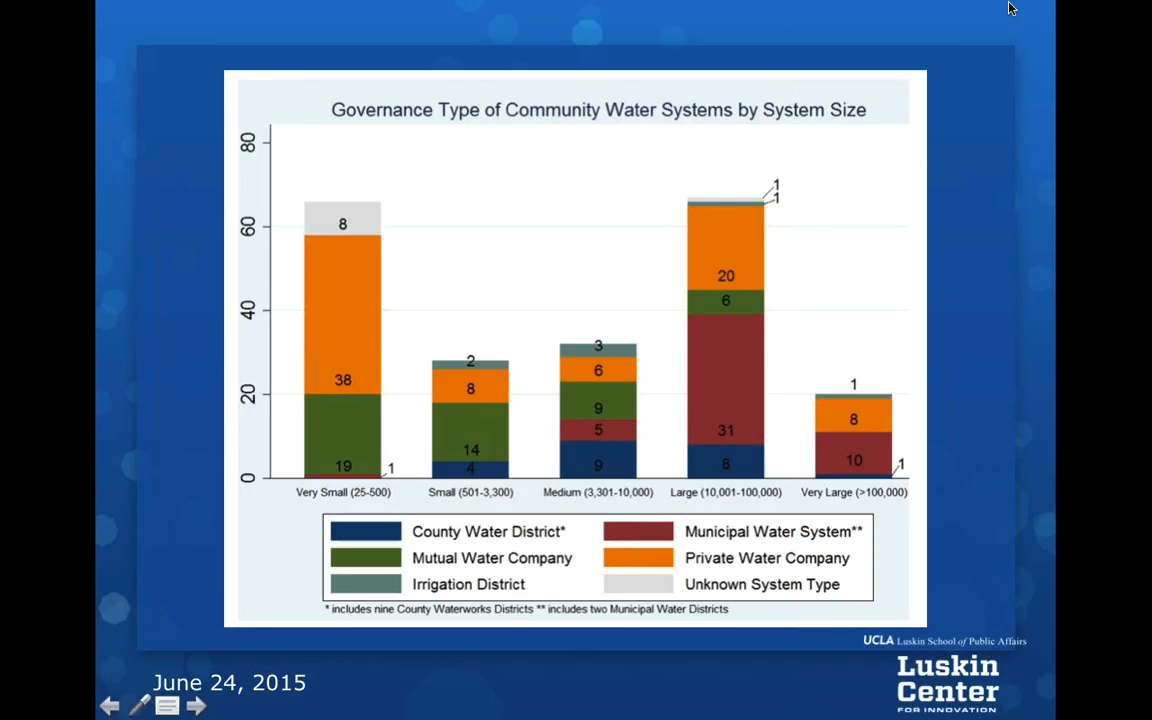 Governance Type of Community Water Systems by System Size
80
60
40
20
0
8
38
19
1
2
8
14
4
3
6
9
5
9
1
1
20
6
31
8
1
8
10
1
Very Small (25-500) Small (501-3,300) Medium (3,301-10,000) Large (10,001-100,000) Very Large (>100,000)
County Water District* Municipal Water System**
Mutual Water Company Private Water Company
Irrigation District Unknown System Type
* includes nine County Waterworks Districts ** includes two Municipal Water Districts
UCLA Luskin School of Public Affairs
Luskin
Center
FOR INNOVATION
June 24, 2015